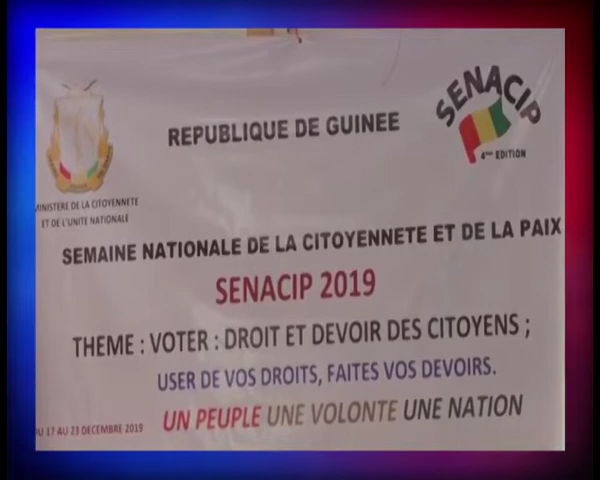 SENACIP
REPUBLIQUE DE GUINEE
4ème EDITION
MINISTERE DE LA CITOYENNETE
ET DE L'UNITE NATIONALE
SEMAINE NATIONALE DE LA CITOYENNETE ET DE LA PAIX
SENACIP 2019
THEME : VOTER : DROIT ET DEVOIR DES CITOYENS ;
USER DE VOS DROITS, FAITES VOS DEVOIRS.
UN PEUPLE UNE VOLONTE UNE NATION
DU 17 AU 23 DECEMBRE 2019